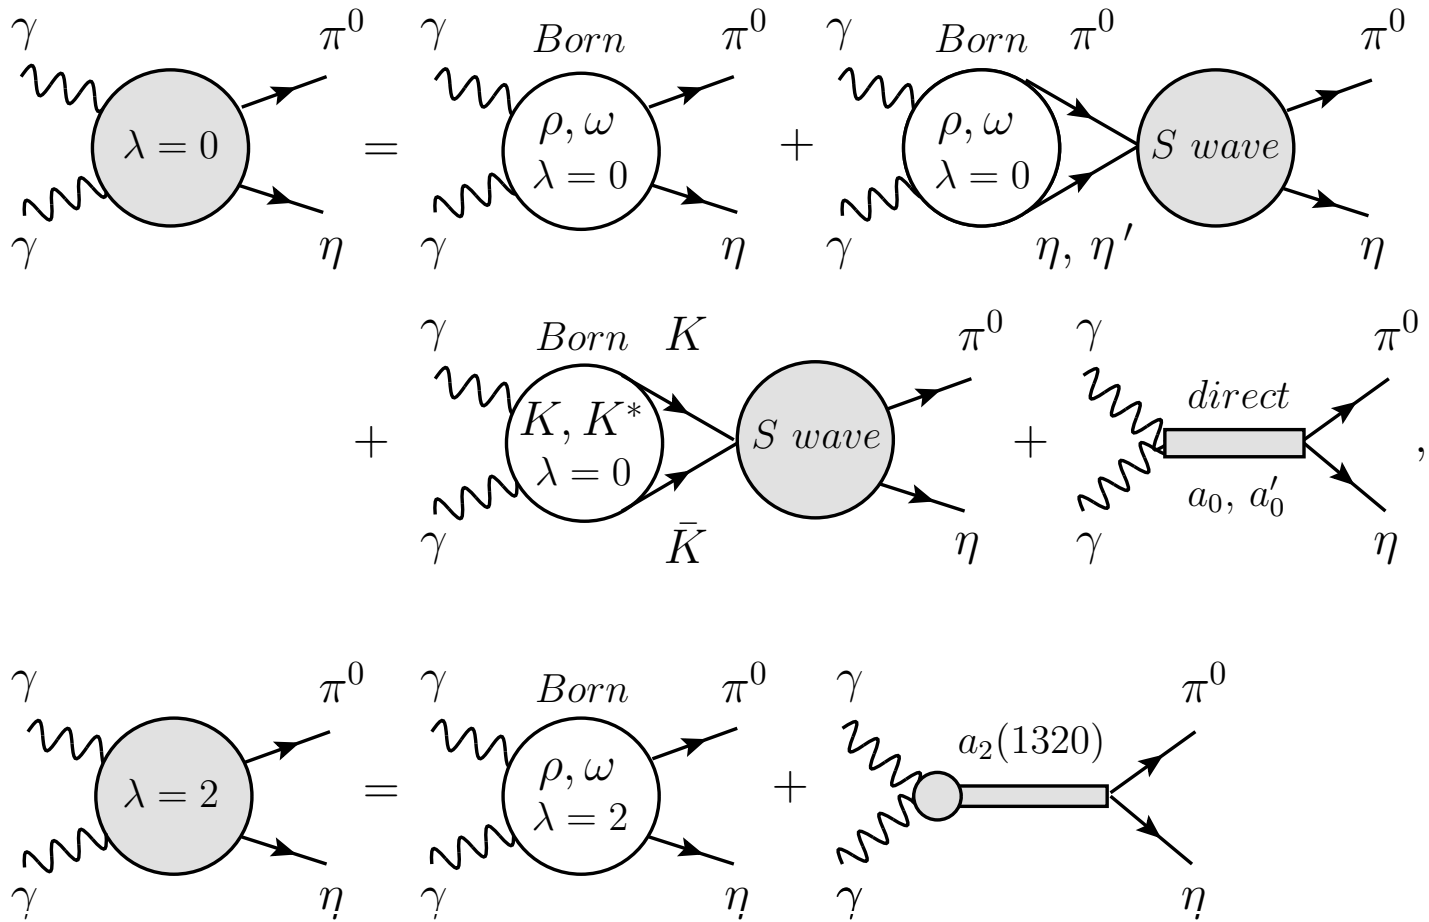 γ π⁰ γ Born π⁰ γ Born π⁰ π⁰
λ = 0 = ρ, ω λ = 0 + ρ, ω λ = 0 S wave
γ η γ η γ η, η′ η
γ Born K π⁰ γ π⁰
+ K, K* λ = 0 S wave + direct a₀, a₀′ ,
γ K̄ η γ η
γ π⁰ γ Born π⁰ γ π⁰
λ = 2 = ρ, ω λ = 2 + a₂(1320)
γ η γ η γ η